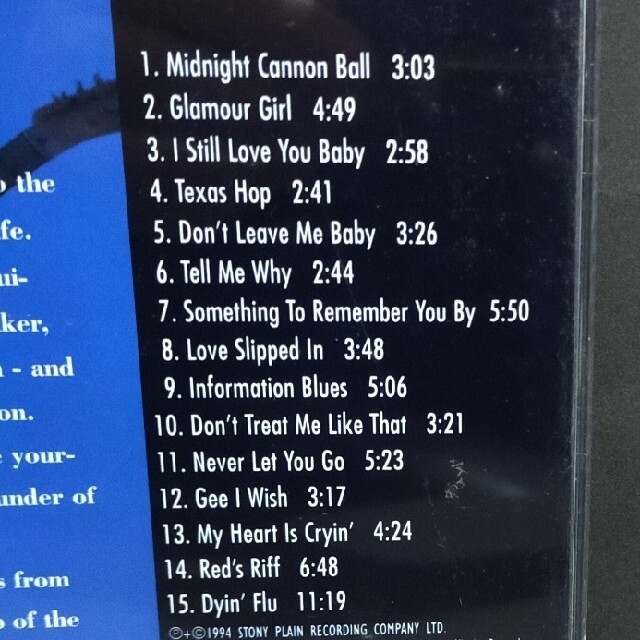 1. Midnight Cannon Ball 3:03
2. Glamour Girl 4:49
3. I Still Love You Baby 2:58
4. Texas Hop 2:41
5. Don't Leave Me Baby 3:26
6. Tell Me Why 2:44
7. Something To Remember You By 5:50
8. Love Slipped In 3:48
9. Information Blues 5:06
10. Don't Treat Me Like That 3:21
11. Never Let You Go 5:23
12. Gee I Wish 3:17
13. My Heart Is Cryin' 4:24
14. Red's Riff 6:48
15. Dyin' Flu 11:19
℗+©1994 STONY PLAIN RECORDING COMPANY LTD.
the
fe.
ui-
ker,
- and
on.
your-
under of
s from
of the